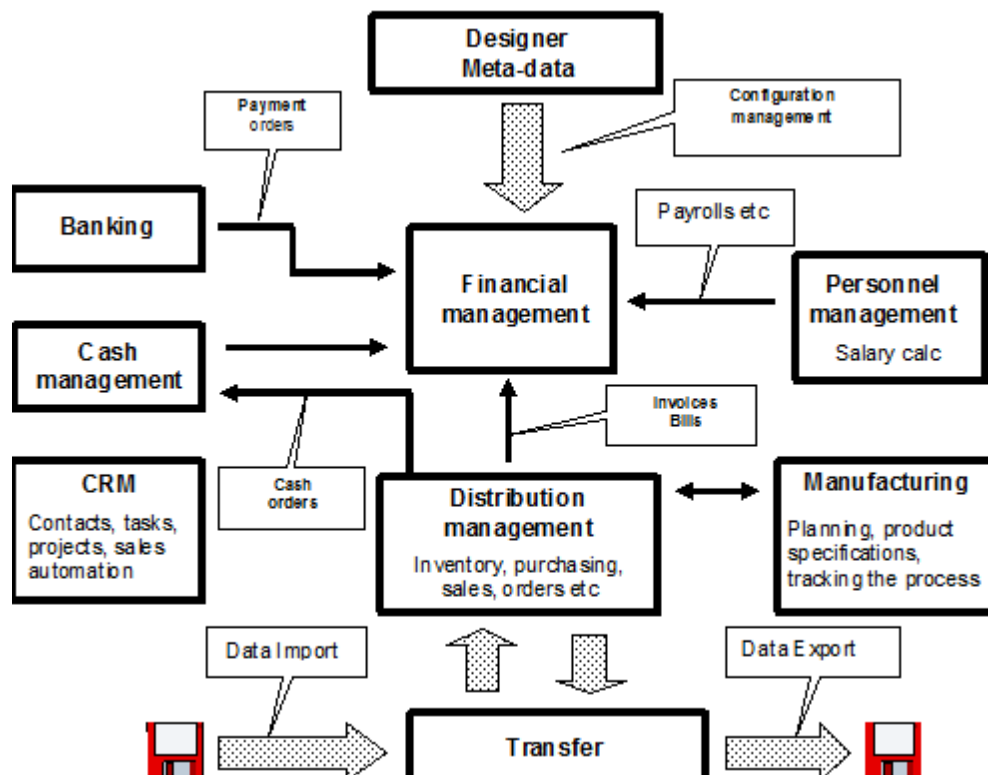 Designer
Meta-data
Payment
orders
Configuration
management
Banking
Payrolls etc
Financial
management
Personnel
management
Salary calc
Cash
management
Invoices
Bills
Cash
orders
CRM
Contacts, tasks,
projects, sales
automation
Distribution
management
Inventory, purchasing,
sales, orders etc
Manufacturing
Planning, product
specifications,
tracking the process
Data Import
Data Export
Transfer